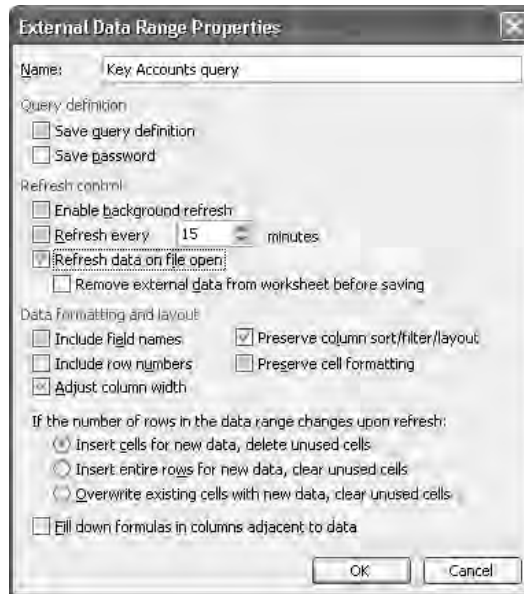 External Data Range Properties
Name: Key Accounts query
Query definition
Save query definition
Save password
Refresh control
Enable background refresh
Refresh every 15 minutes
Refresh data on file open
Remove external data from worksheet before saving
Data formatting and layout
Include field names Preserve column sort/filter/layout
Include row numbers Preserve cell formatting
Adjust column width
If the number of rows in the data range changes upon refresh:
Insert cells for new data, delete unused cells
Insert entire rows for new data, clear unused cells
Overwrite existing cells with new data, clear unused cells
Fill down formulas in columns adjacent to data
OK Cancel